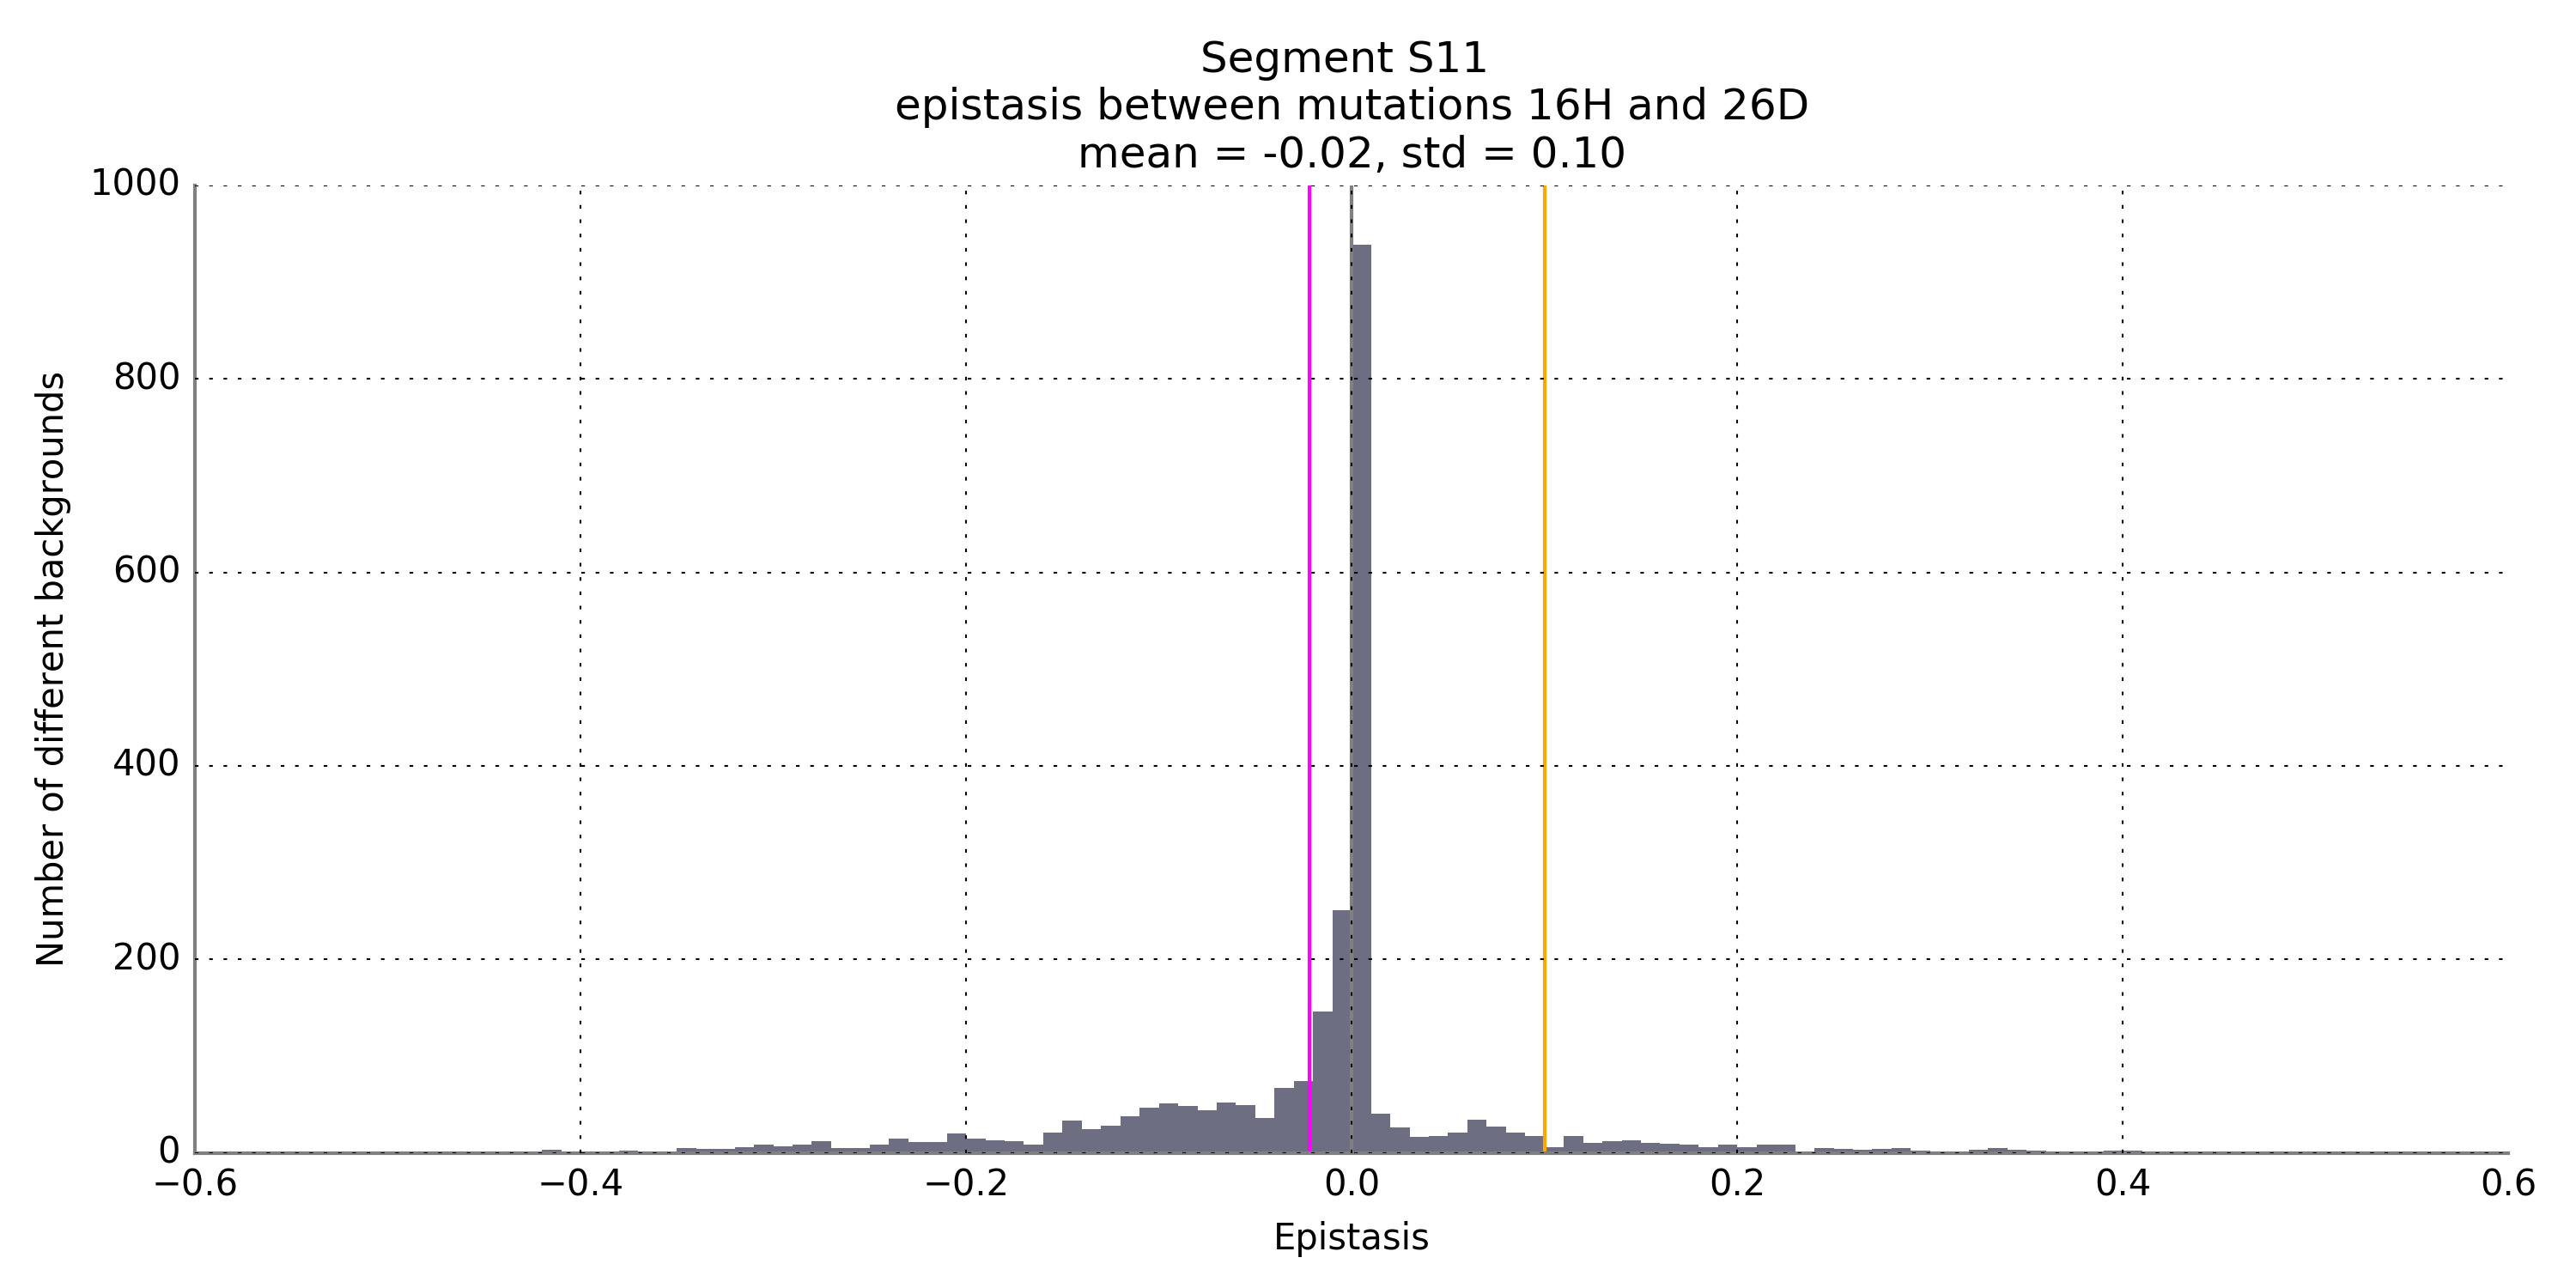 Segment S11
epistasis between mutations 16H and 26D
mean = -0.02, std = 0.10
1000
800
600
400
200
0
Number of different backgrounds
−0.6 −0.4 −0.2 0.0 0.2 0.4 0.6
Epistasis